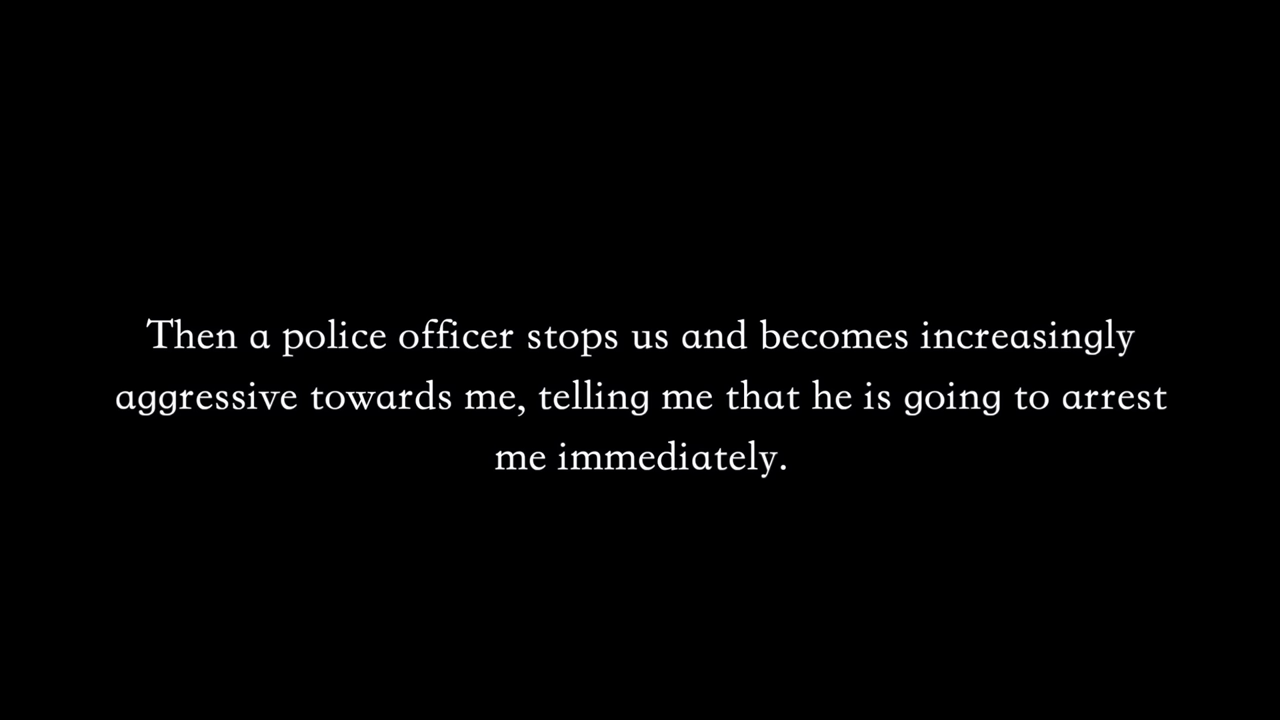 Then a police officer stops us and becomes increasingly
aggressive towards me, telling me that he is going to arrest
me immediately.